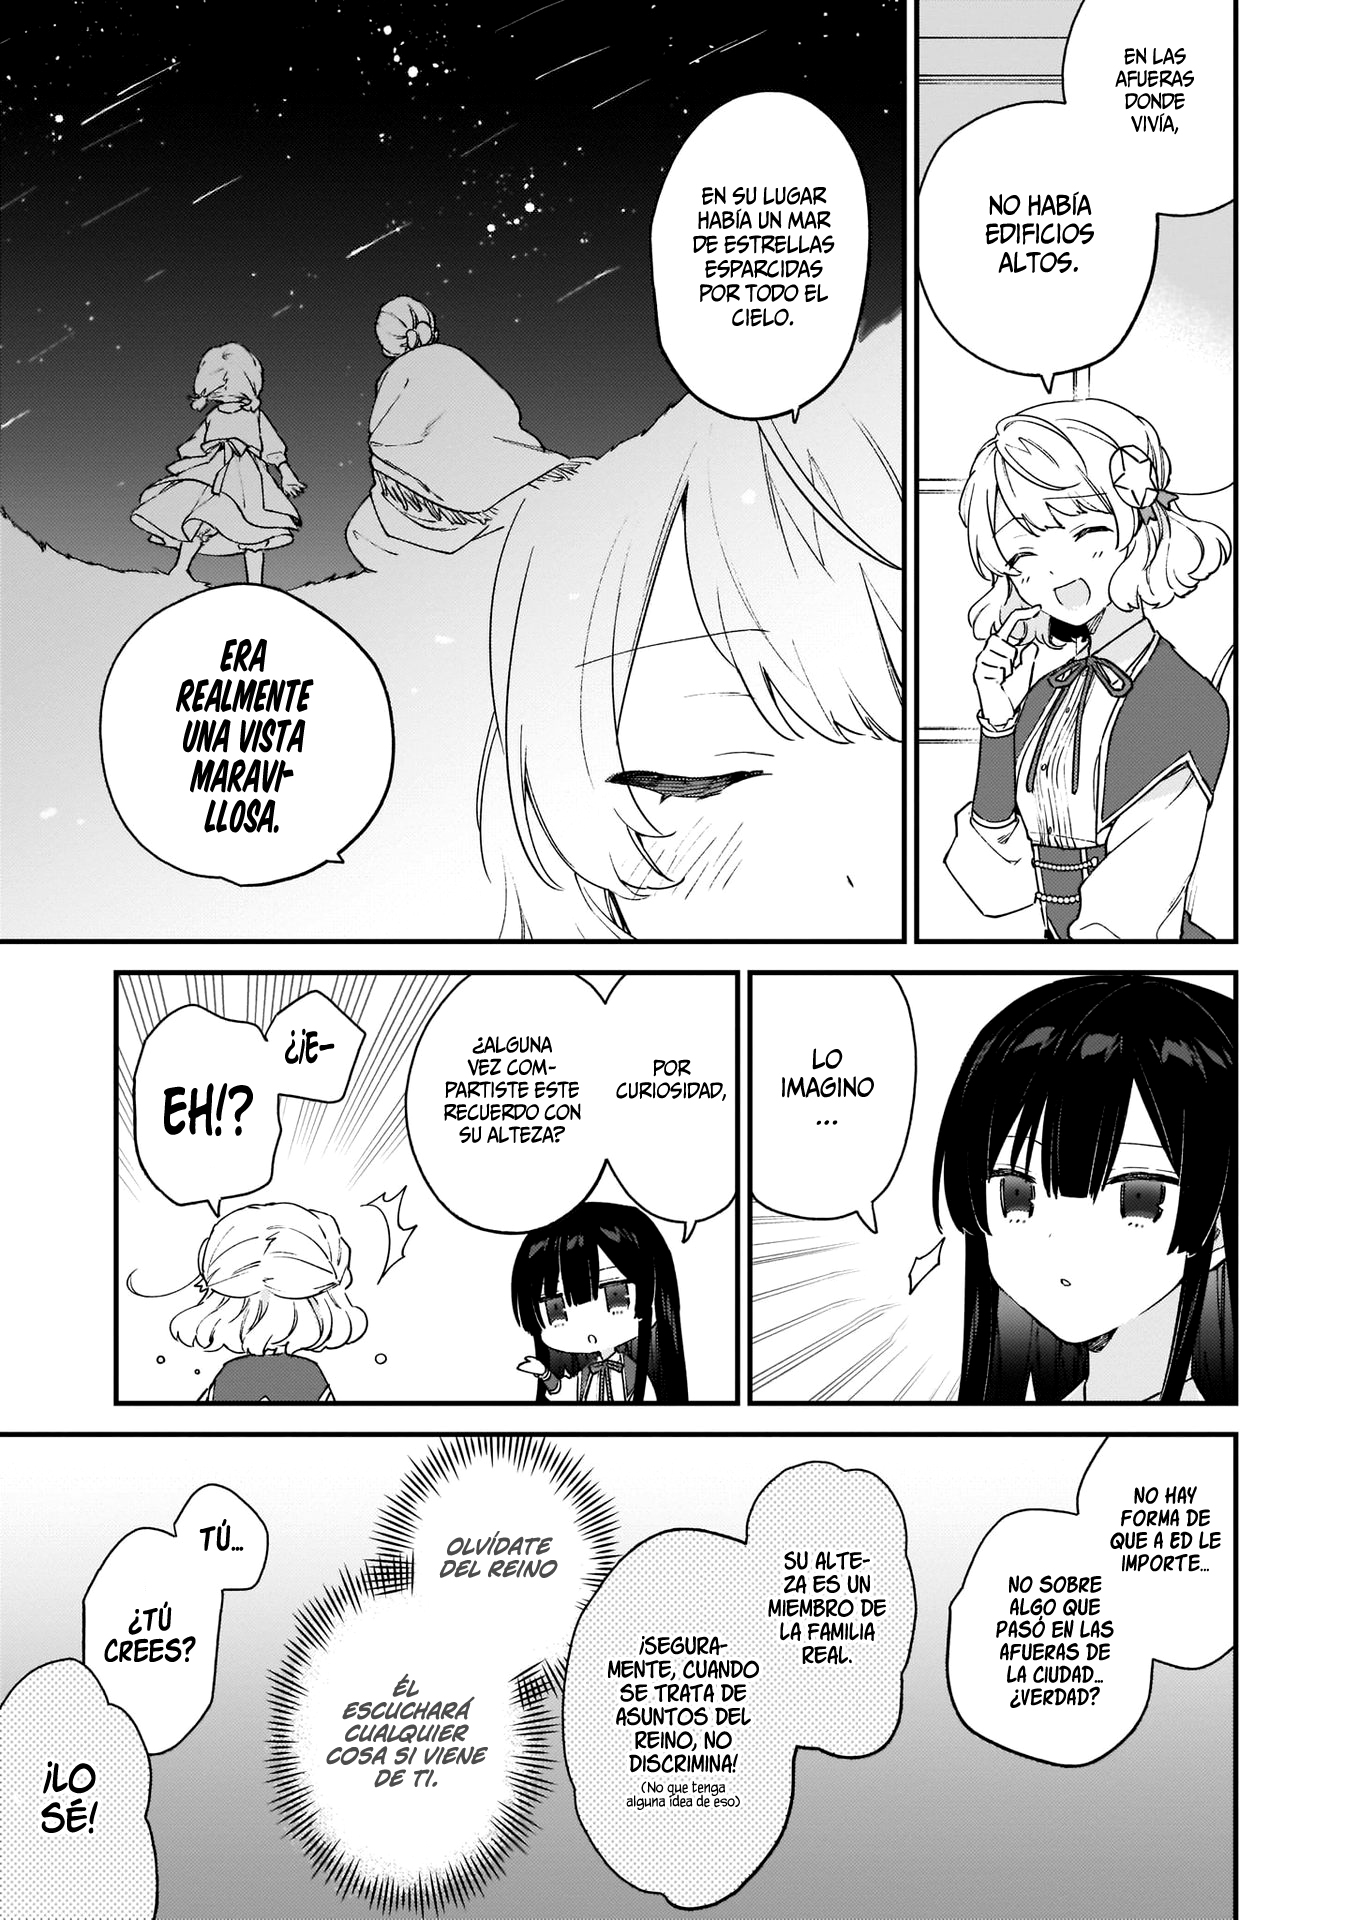 EN LAS
AFUERAS
DONDE
VIVÍA,
NO HABÍA
EDIFICIOS
ALTOS.
EN SU LUGAR
HABÍA UN MAR
DE ESTRELLAS
ESPARCIDAS
POR TODO EL
CIELO.
ERA
REALMENTE
UNA VISTA
MARAVI-
LLOSA.
LO
IMAGINO
...
POR
CURIOSIDAD,
¿ALGUNA
VEZ COM-
PARTISTE ESTE
RECUERDO CON
SU ALTEZA?
¿¡E-
EH!?
NO HAY
FORMA DE
QUE A ED LE
IMPORTE...
NO SOBRE
ALGO QUE
PASÓ EN LAS
AFUERAS DE
LA CIUDAD...
¿VERDAD?
SU ALTE-
ZA ES UN
MIEMBRO DE
LA FAMILIA
REAL.
¡SEGURA-
MENTE, CUANDO
SE TRATA DE
ASUNTOS DEL
REINO, NO
DISCRIMINA!
(No que tenga
alguna idea de eso)
OLVÍDATE
DEL REINO
ÉL
ESCUCHARÁ
CUALQUIER
COSA SI VIENE
DE TI.
TÚ...
¿TÚ
CREES?
¡LO
SÉ!